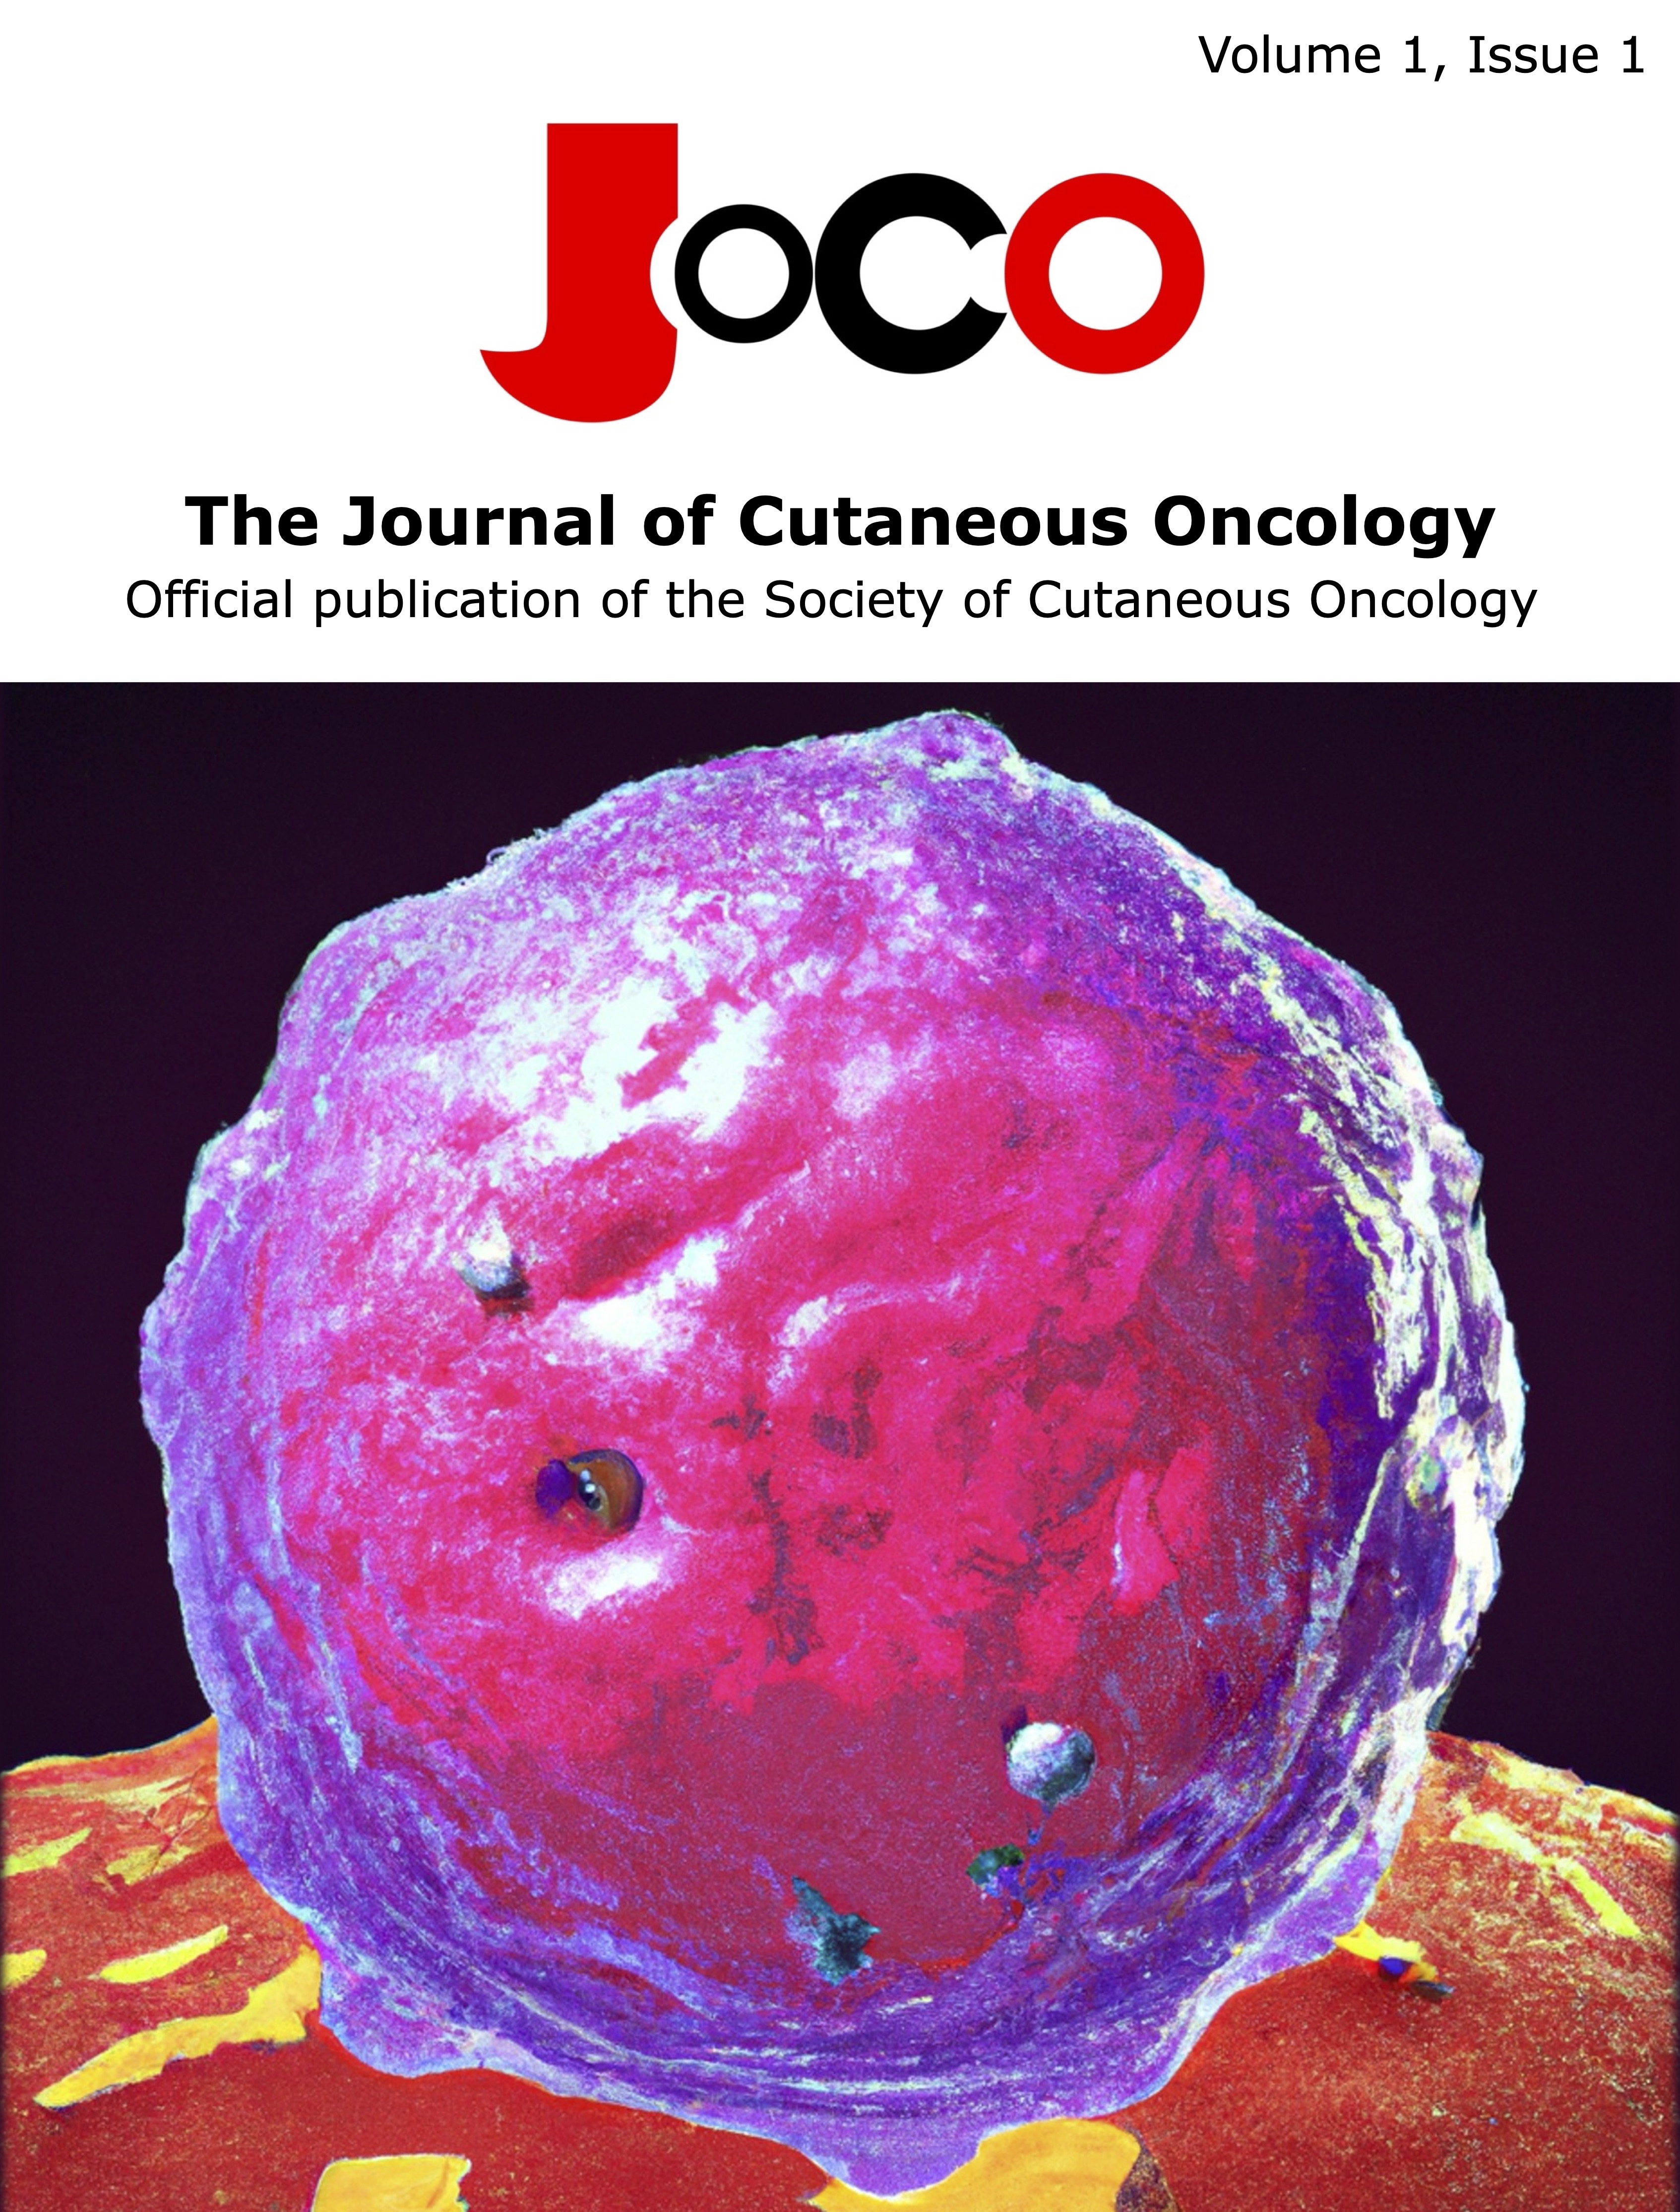 Volume 1, Issue 1
JoCO
The Journal of Cutaneous Oncology
Official publication of the Society of Cutaneous Oncology